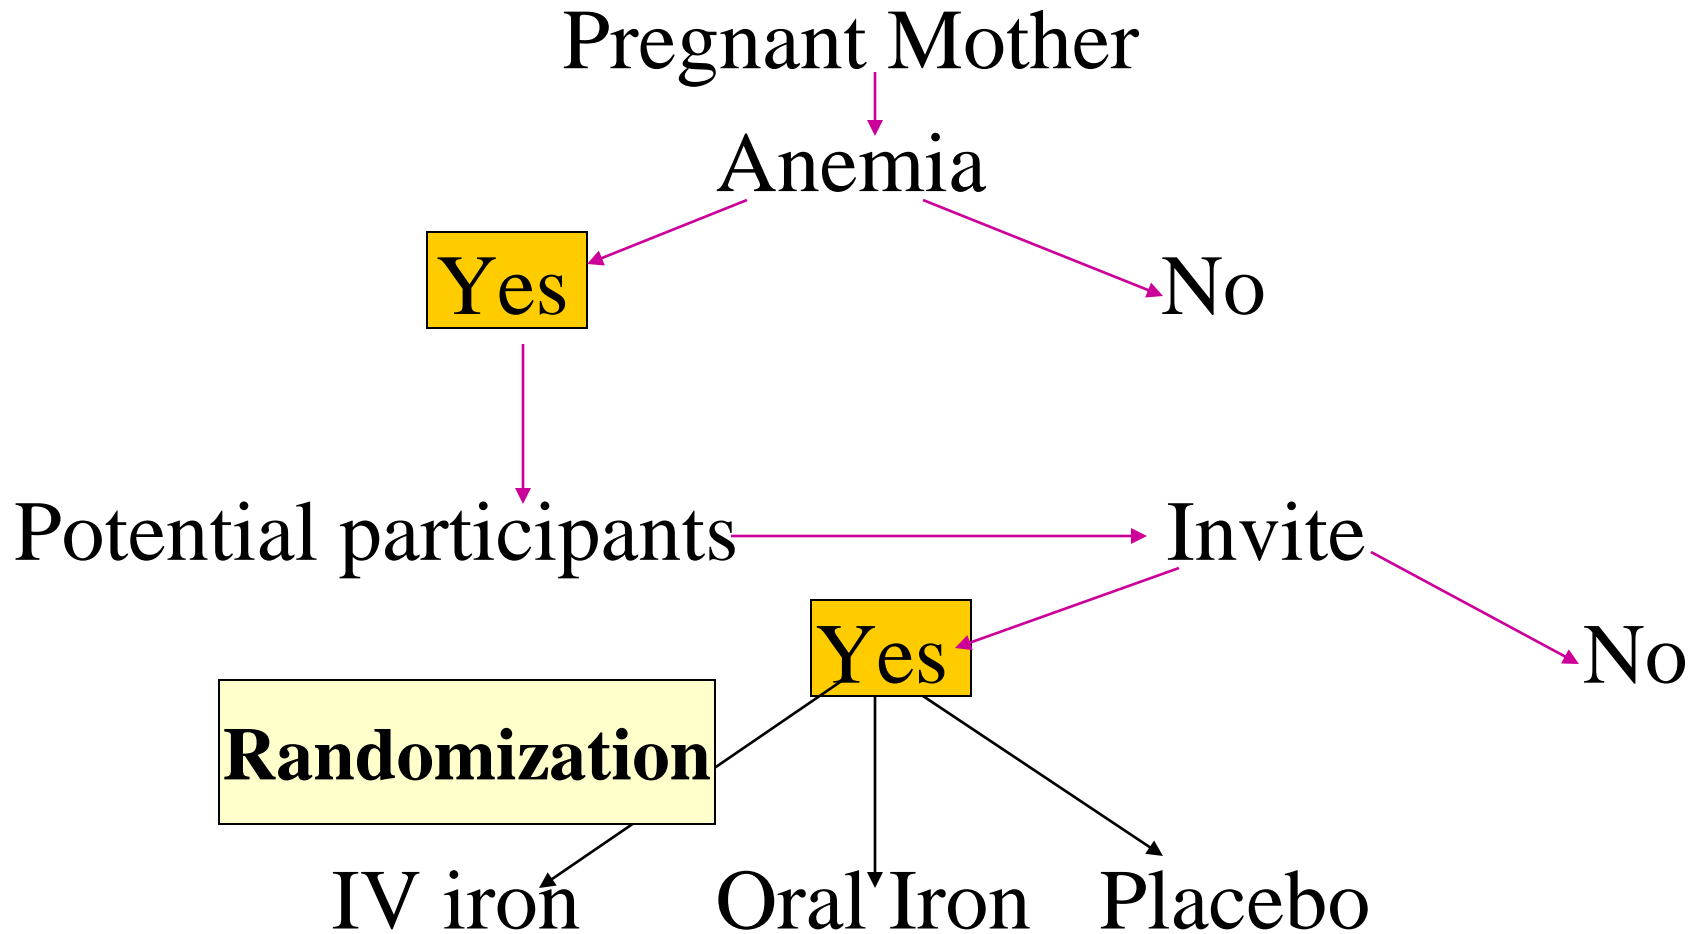 Pregnant Mother
Anemia
Yes
No
Potential participants
Invite
Yes
No
Randomization
IV iron
Oral Iron
Placebo